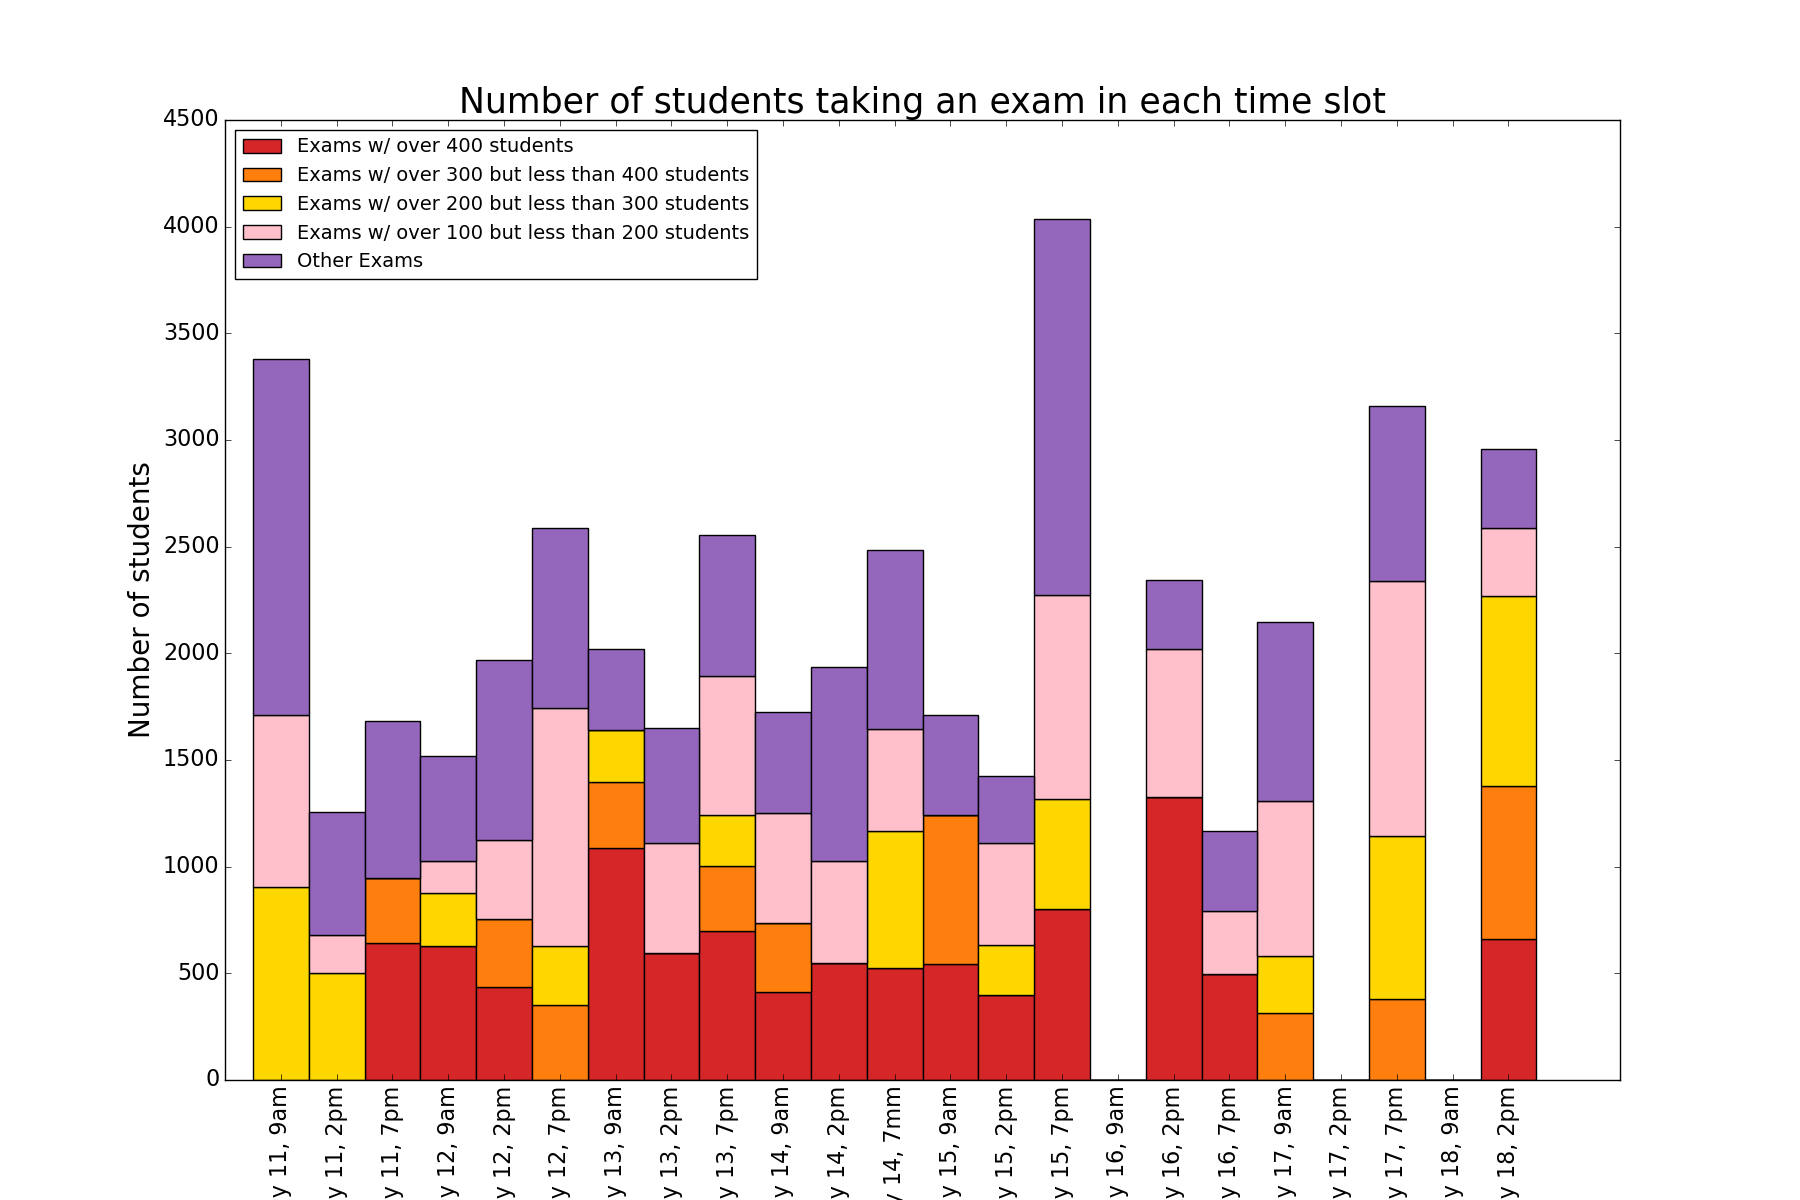 Number of students taking an exam in each time slot
Exams w/ over 400 students
Exams w/ over 300 but less than 400 students
Exams w/ over 200 but less than 300 students
Exams w/ over 100 but less than 200 students
Other Exams
Number of students
4500
4000
3500
3000
2500
2000
1500
1000
500
0
y 11, 9am
y 11, 2pm
y 11, 7pm
y 12, 9am
y 12, 2pm
y 12, 7pm
y 13, 9am
y 13, 2pm
y 13, 7pm
y 14, 9am
y 14, 2pm
y 14, 7mm
y 15, 9am
y 15, 2pm
y 15, 7pm
y 16, 9am
y 16, 2pm
y 16, 7pm
y 17, 9am
y 17, 2pm
y 17, 7pm
y 18, 9am
y 18, 2pm